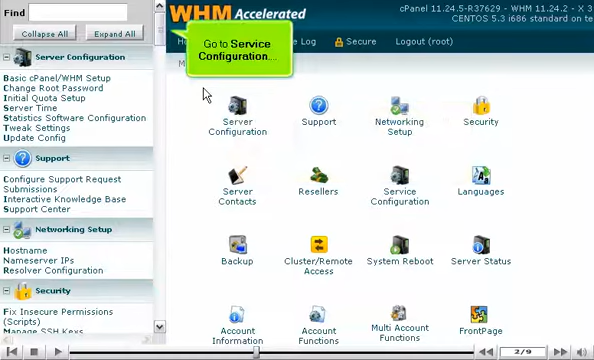 Find
Collapse All
Expand All
Server Configuration
Basic cPanel/WHM Setup
Change Root Password
Initial Quota Setup
Server Time
Statistics Software Configuration
Tweak Settings
Update Config
Support
Configure Support Request
Submissions
Interactive Knowledge Base
Support Center
Networking Setup
Hostname
Nameserver IPs
Resolver Configuration
Security
Fix Insecure Permissions
(Scripts)
Manage SSH Keys
WHM Accelerated
cPanel 11.24.5-R37629 - WHM 11.24.2 - X 3
CENTOS 5.3 i686 standard on
Log
Secure
Logout (root)
Go to Service
Configuration....
Server
Configuration
Support
Networking
Setup
Security
Server
Contacts
Resellers
Service
Configuration
Languages
Backup
Cluster/Remote
Access
System Reboot
Server Status
Account
Information
Account
Functions
Multi Account
Functions
FrontPage
2/9